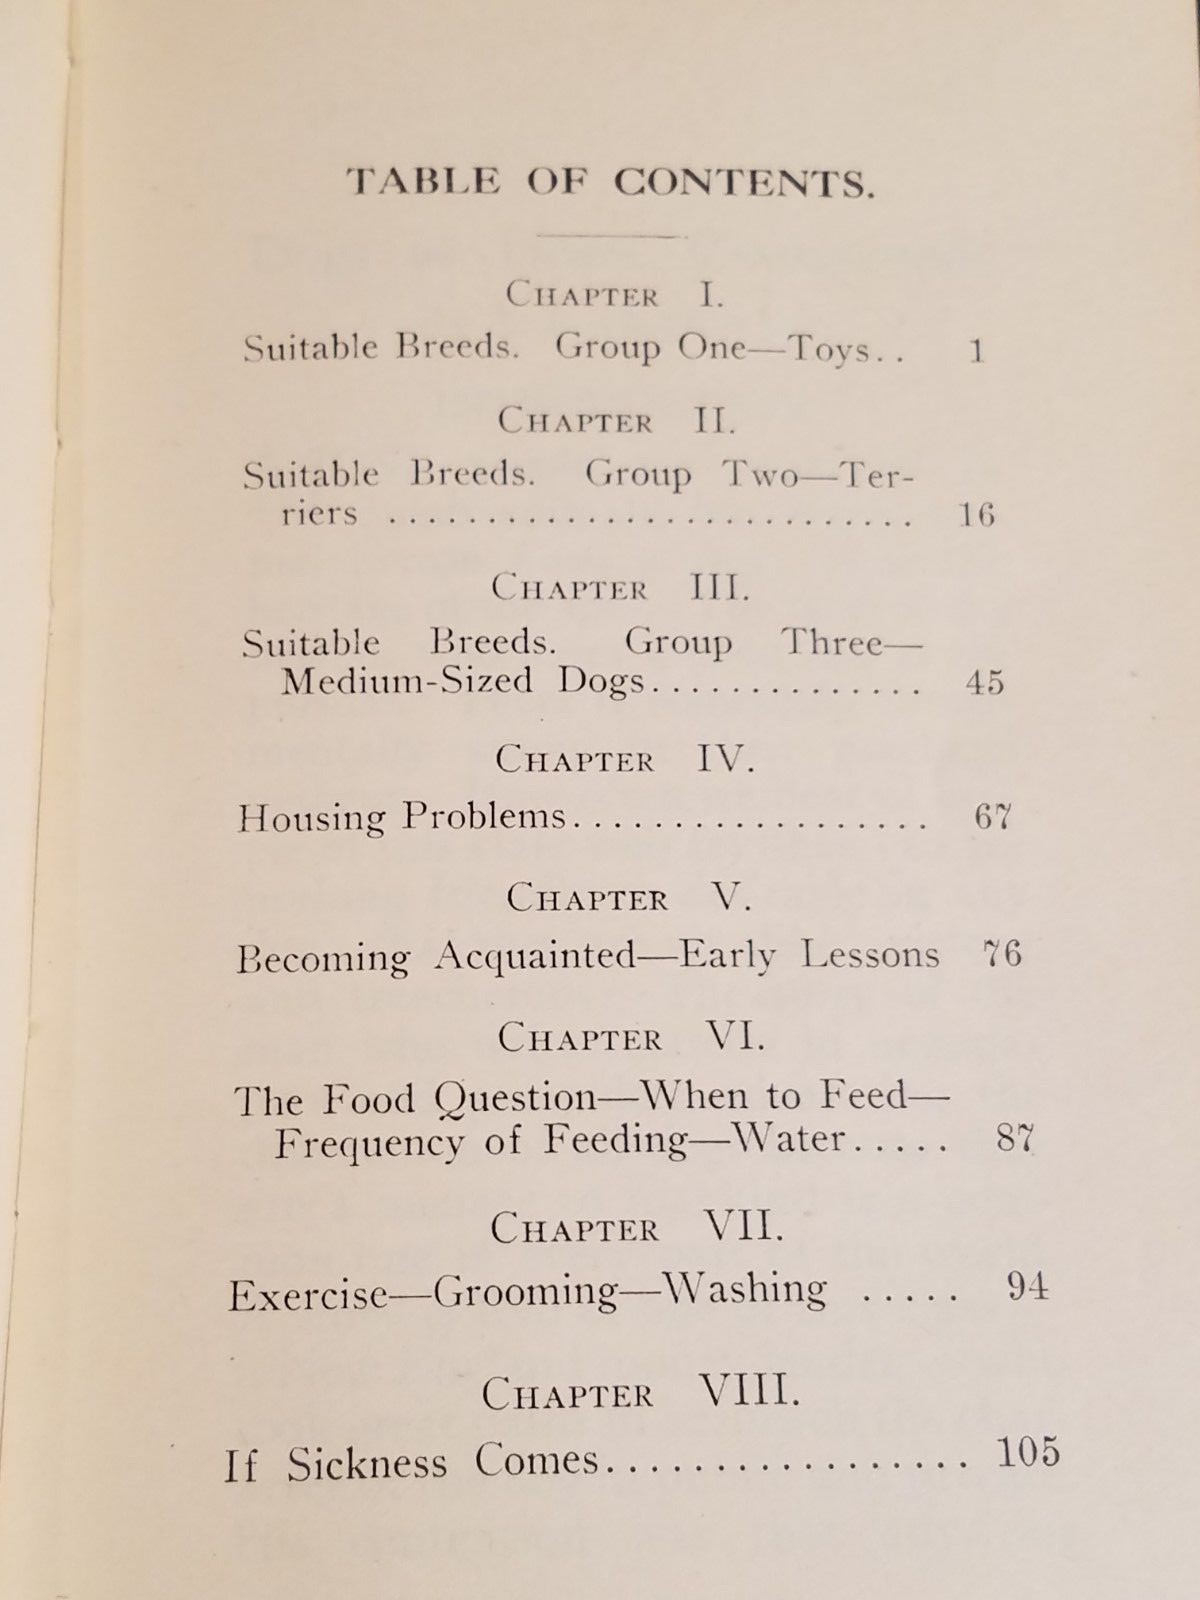 TABLE OF CONTENTS.
CHAPTER I.
Suitable Breeds. Group One—Toys.. 1
CHAPTER II.
Suitable Breeds. Group Two—Ter-
riers ........................... 16
CHAPTER III.
Suitable Breeds. Group Three—
Medium-Sized Dogs.............. 45
CHAPTER IV.
Housing Problems.................. 67
CHAPTER V.
Becoming Acquainted—Early Lessons 76
CHAPTER VI.
The Food Question—When to Feed—
Frequency of Feeding—Water..... 87
CHAPTER VII.
Exercise—Grooming—Washing ..... 94
CHAPTER VIII.
If Sickness Comes................. 105